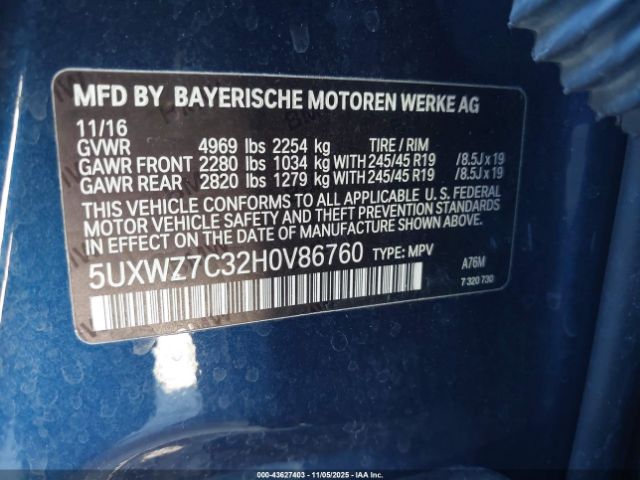 MFD BY BAYERISCHE MOTOREN WERKE AG
11/16
GVWR 4969 lbs 2254 kg TIRE / RIM
GAWR FRONT 2280 lbs 1034 kg WITH 245/45 R19 /8.5J x 19
GAWR REAR 2820 lbs 1279 kg WITH 245/45 R19 /8.5J x 19
THIS VEHICLE CONFORMS TO ALL APPLICABLE U. S. FEDERAL
MOTOR VEHICLE SAFETY AND THEFT PREVENTION STANDARDS
IN EFFECT ON THE DATE OF MANUFACTURE SHOWN ABOVE.
5UXWZ7C32H0V86760 TYPE: MPV A76M
7 320 730
000-43627403 - 11/05/2025 - IAA Inc.